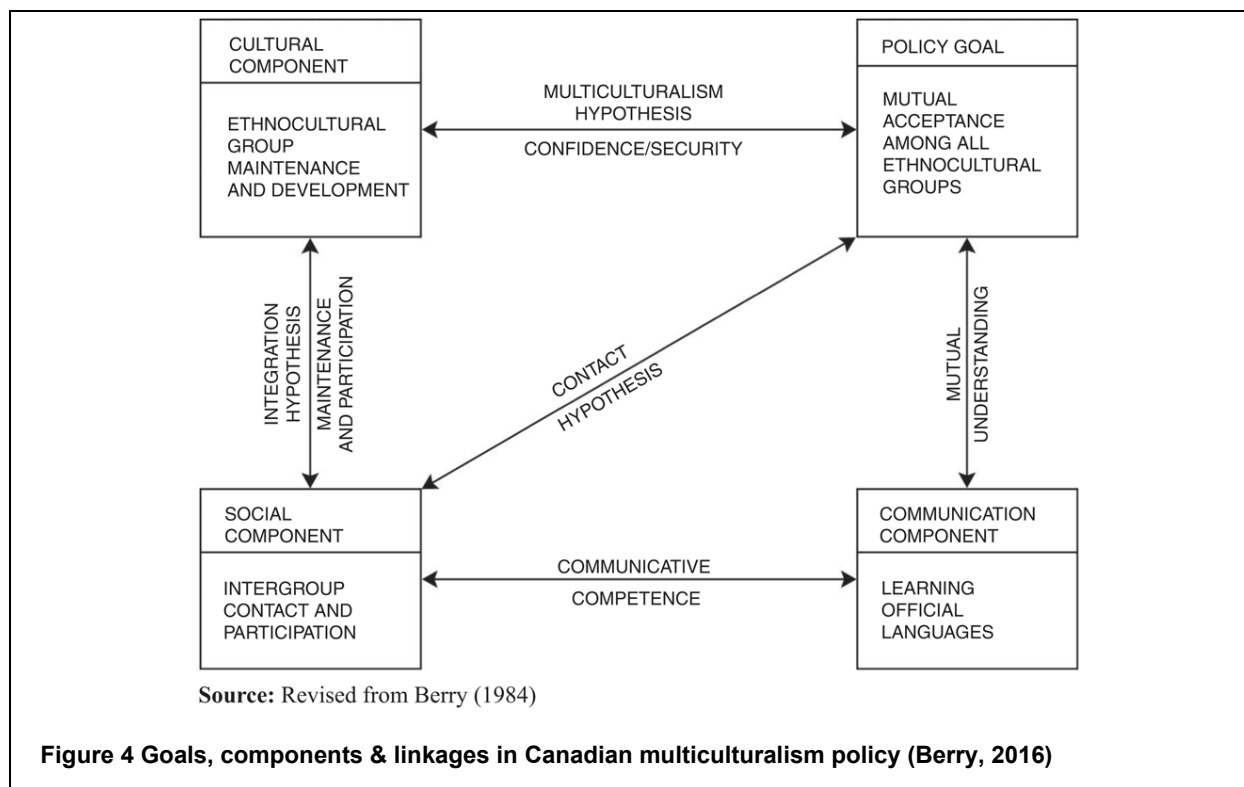 CULTURAL
COMPONENT
ETHNOCULTURAL
GROUP
MAINTENANCE
AND DEVELOPMENT
MULTICULTURALISM
HYPOTHESIS
CONFIDENCE/SECURITY
POLICY GOAL
MUTUAL
ACCEPTANCE
AMONG ALL
ETHNOCULTURAL
GROUPS
INTEGRATION
HYPOTHESIS
MAINTENANCE
AND PARTICIPATION
CONTACT
HYPOTHESIS
MUTUAL
UNDERSTANDING
SOCIAL
COMPONENT
INTERGROUP
CONTACT AND
PARTICIPATION
COMMUNICATIVE
COMPETENCE
COMMUNICATION
COMPONENT
LEARNING
OFFICIAL
LANGUAGES
Source: Revised from Berry (1984)
Figure 4 Goals, components & linkages in Canadian multiculturalism policy (Berry, 2016)